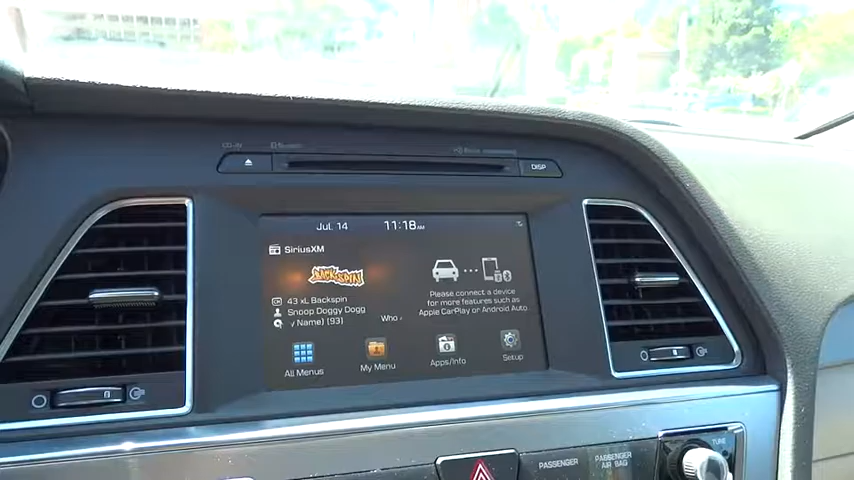 DISP
Jul. 14 11:18 AM
SiriusXM
BACKSPIN
43 XL Backspin
Snoop Doggy Dogg
√ Name) (93)
Who
Please connect a device
for more features such as
Apple CarPlay or Android Auto
All Menus
My Menu
Apps/Info
Setup
PASSENGER
PASSENGER
AIR BAG
TUNE